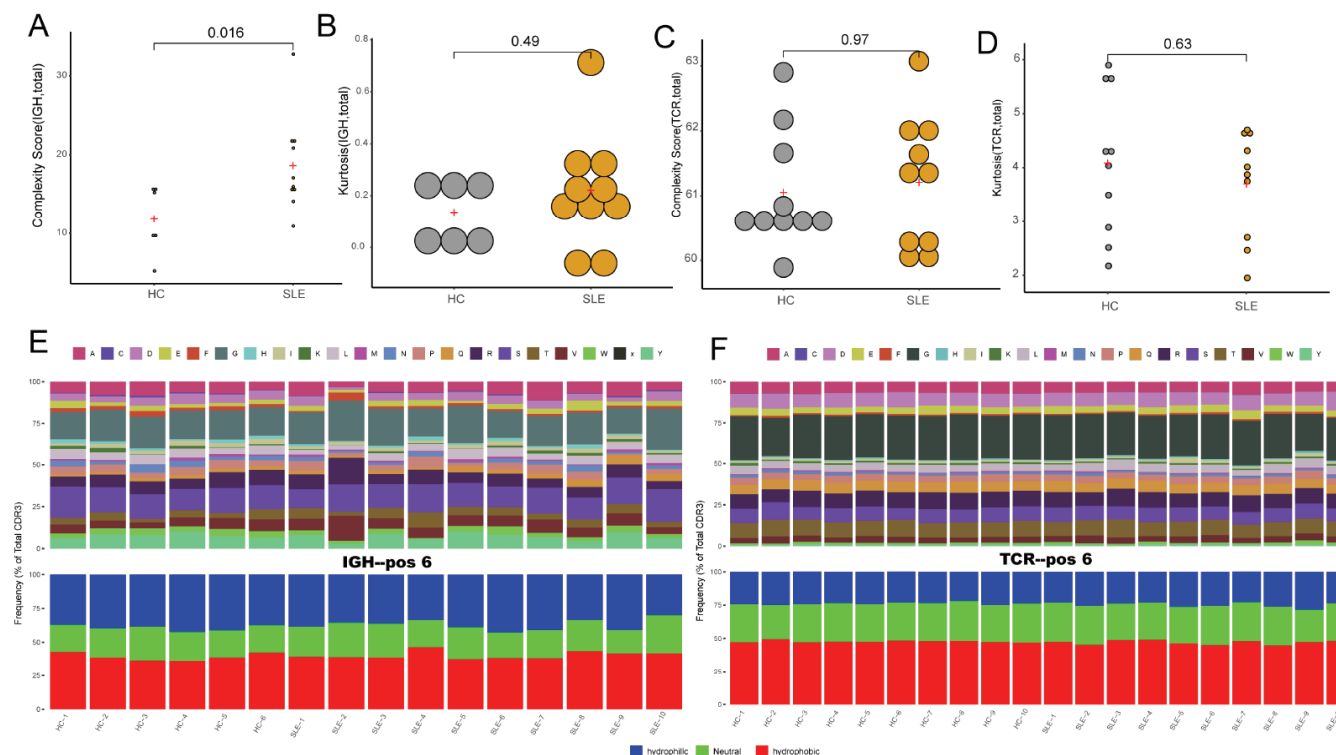 A
0.016
Complexity Score(IGH,total)
30
20
10
HC
SLE
B
0.49
Kurtosis(IGH,total)
0.8
0.6
0.4
0.2
0.0
HC
SLE
C
0.97
Complexity Score(TCR,total)
63
62
61
60
HC
SLE
D
0.63
Kurtosis(TCR,total)
6
5
4
3
2
HC
SLE
E
A C D E F G H I K L M N P Q R S T V W x Y
100
75
50
25
0
IGH--pos 6
Frequency (% of Total CDR3)
100
75
50
25
0
HC-1 HC-2 HC-3 HC-4 HC-5 HC-6 SLE-1 SLE-2 SLE-3 SLE-4 SLE-5 SLE-6 SLE-7 SLE-8 SLE-9 SLE-10
F
A C D E F G H I K L M N P Q R S T V W Y
100
75
50
25
0
TCR--pos 6
Frequency (% of Total CDR3)
100
75
50
25
0
HC-1 HC-2 HC-3 HC-4 HC-5 HC-6 HC-7 HC-8 HC-9 HC-10 SLE-1 SLE-2 SLE-3 SLE-4 SLE-5 SLE-6 SLE-7 SLE-8 SLE-9
hydrophilic Neutral hydrophobic